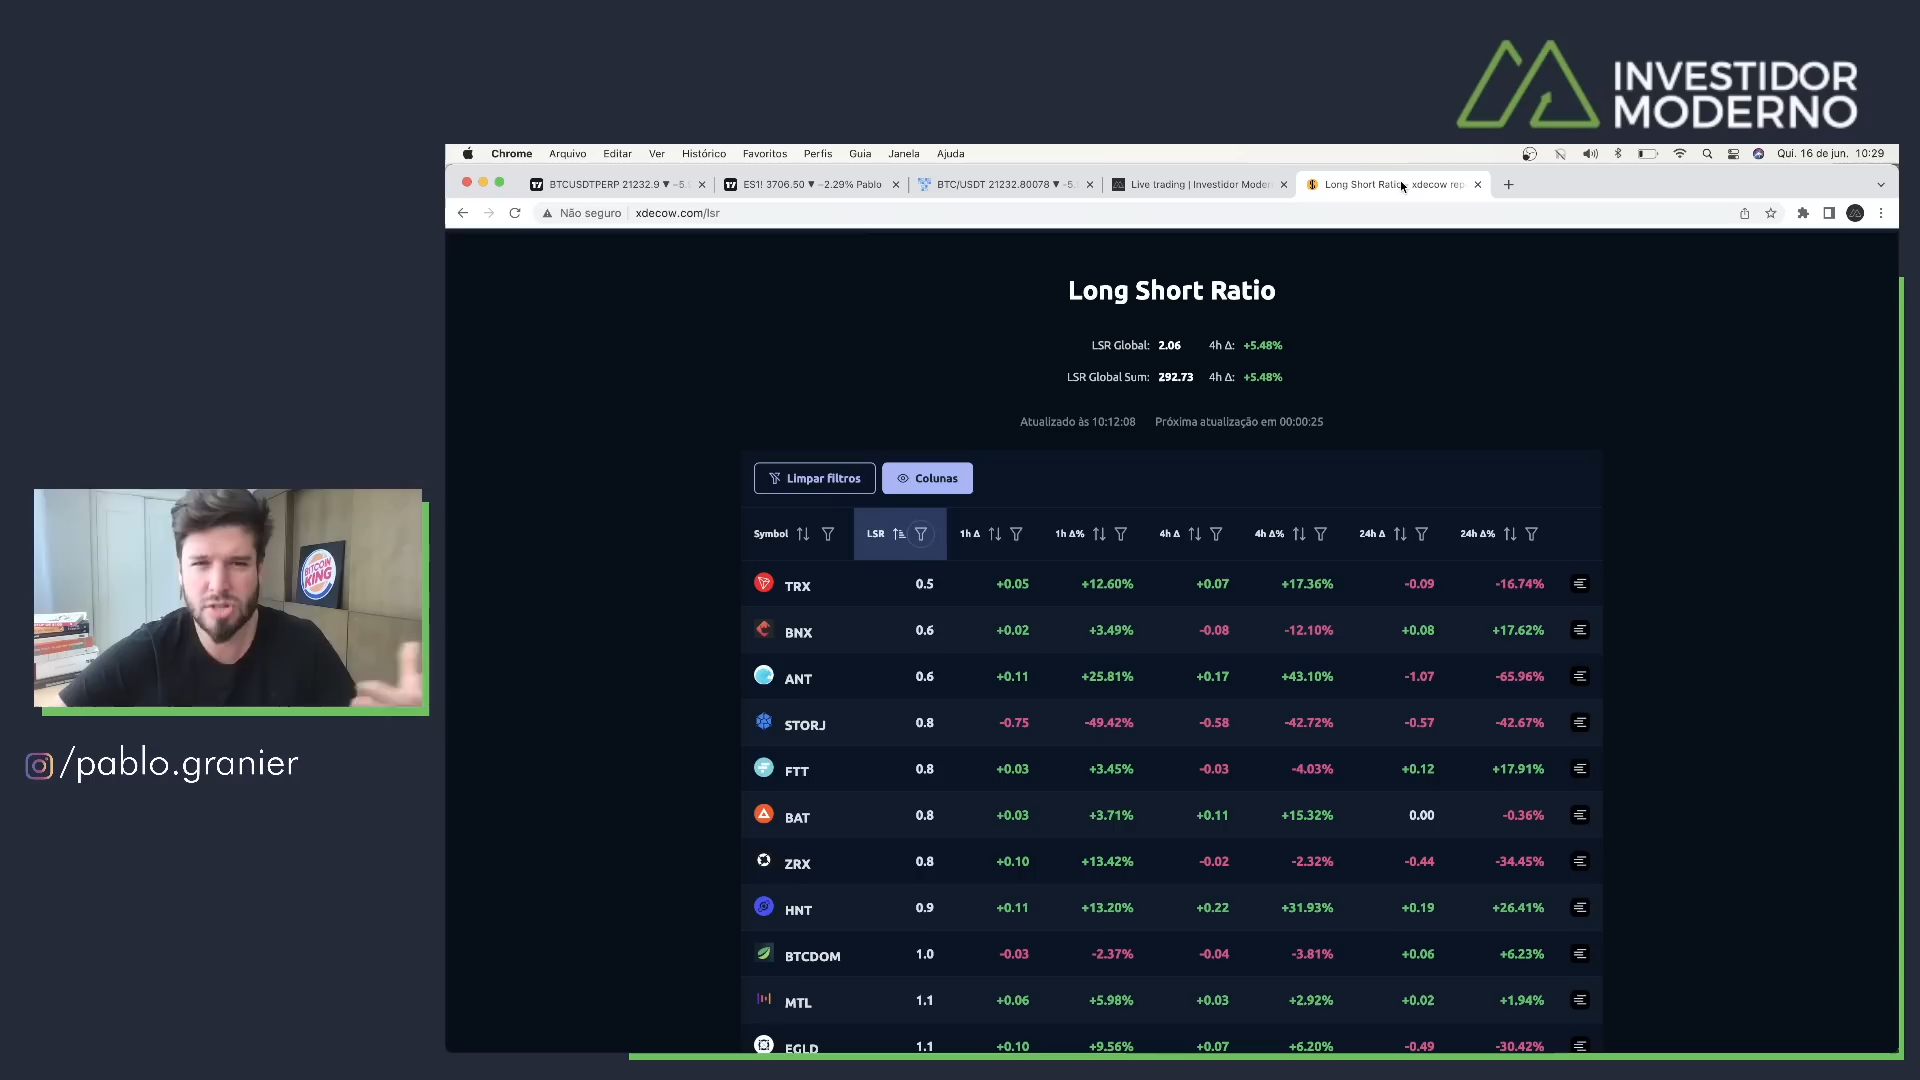 INVESTIDOR
MODERNO
Chrome Arquivo Editar Ver Histórico Favoritos Perfis Guia Janela Ajuda Qui. 16 de jun. 10:29
BTCUSDTPERP 21232.9 ▼ −5. ES1! 3706.50 ▼ −2.29% Pablo BTC/USDT 21232.80078 ▼ -5. Live trading | Investidor Moder Long Short Ratio xdecow rep
Não seguro xdecow.com/lsr
Long Short Ratio
LSR Global: 2.06 4h Δ: +5.48%
LSR Global Sum: 292.73 4h Δ: +5.48%
Atualizado às 10:12:08 Próxima atualização em 00:00:25
Limpar filtros Colunas
Symbol LSR 1h Δ 1h Δ% 4h Δ 4h Δ% 24h Δ 24h Δ%
TRX 0.5 +0.05 +12.60% +0.07 +17.36% -0.09 -16.74%
BNX 0.6 +0.02 +3.49% -0.08 -12.10% +0.08 +17.62%
ANT 0.6 +0.11 +25.81% +0.17 +43.10% -1.07 -65.96%
STORJ 0.8 -0.75 -49.42% -0.58 -42.72% -0.57 -42.67%
FTT 0.8 +0.03 +3.45% -0.03 -4.03% +0.12 +17.91%
BAT 0.8 +0.03 +3.71% +0.11 +15.32% 0.00 -0.36%
ZRX 0.8 +0.10 +13.42% -0.02 -2.32% -0.44 -34.45%
HNT 0.9 +0.11 +13.20% +0.22 +31.93% +0.19 +26.41%
BTCDOM 1.0 -0.03 -2.37% -0.04 -3.81% +0.06 +6.23%
MTL 1.1 +0.06 +5.98% +0.03 +2.92% +0.02 +1.94%
EGLD 1.1 +0.10 +9.56% +0.07 +6.20% -0.49 -30.42%
BITCOIN
KING
/pablo.granier